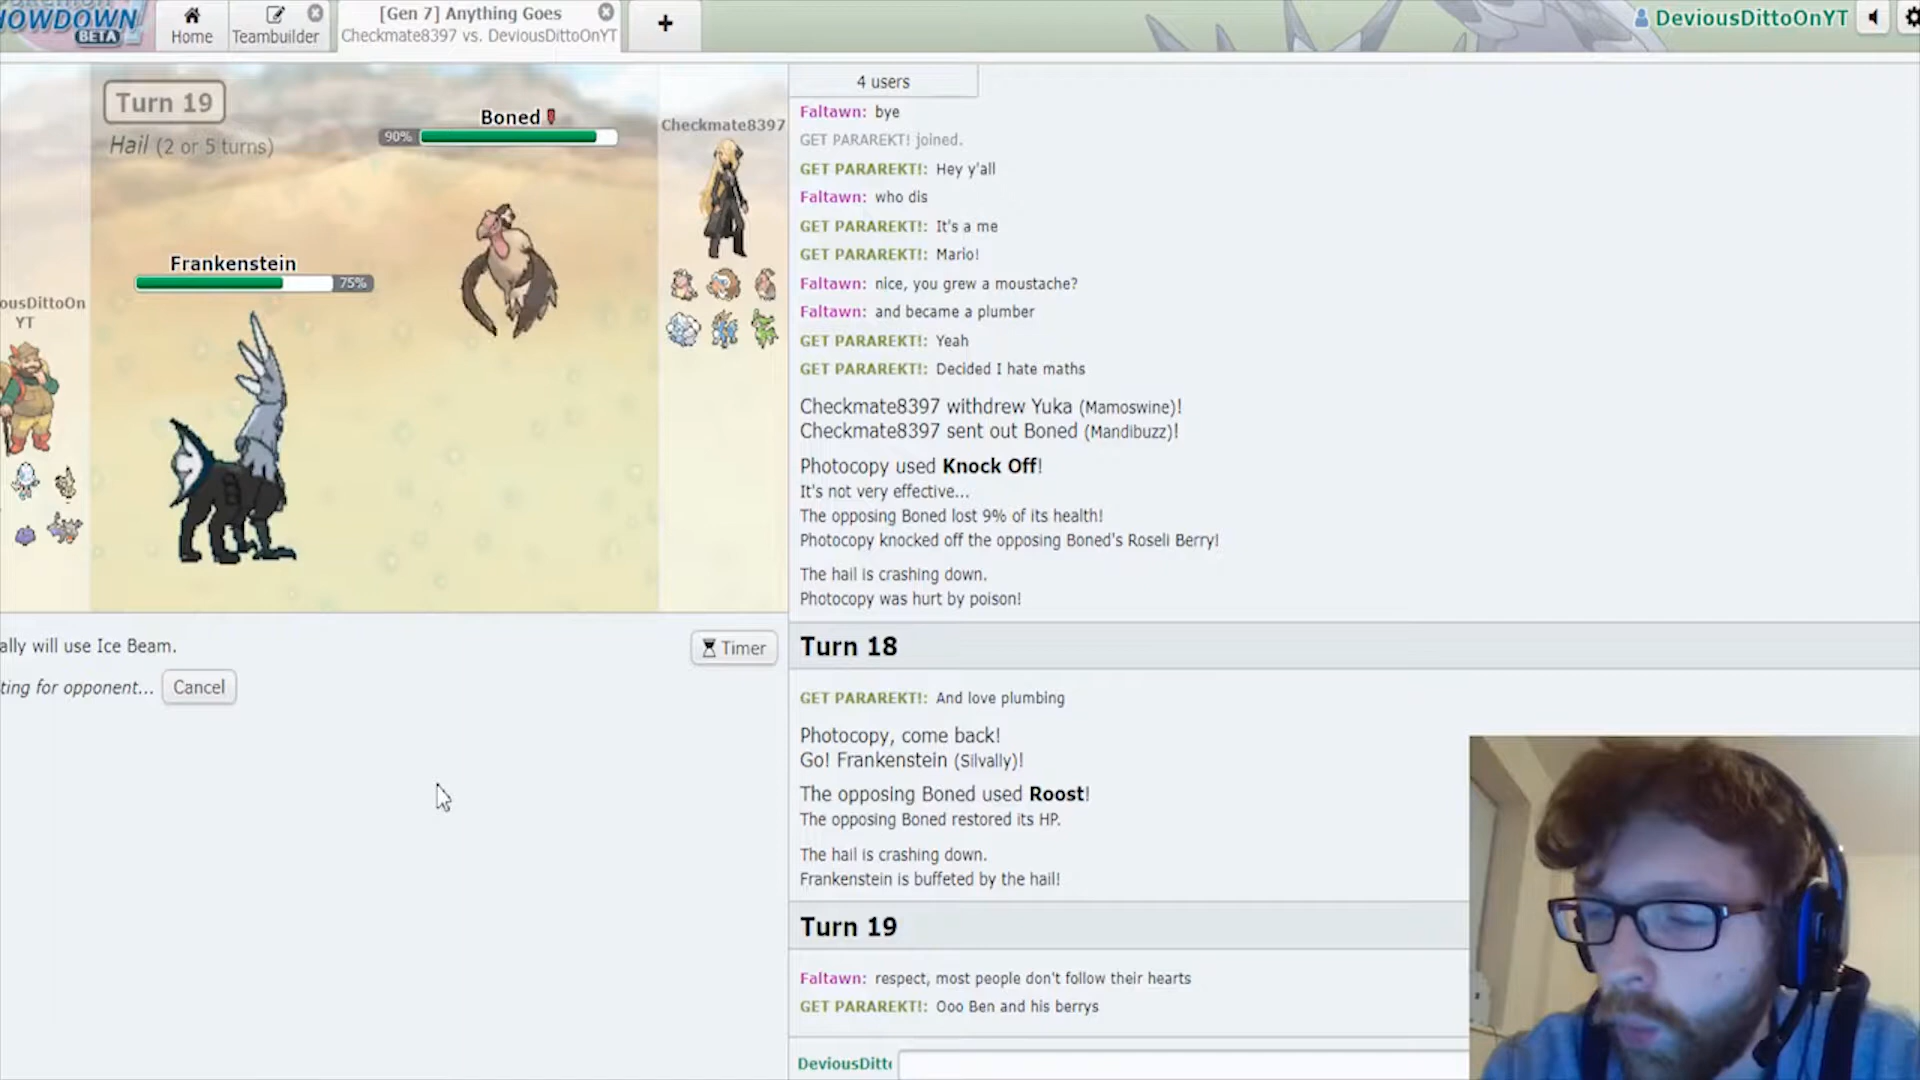 HOWDOWN
BETA
Home
Teambuilder
[Gen 7] Anything Goes
Checkmate8397 vs. DeviousDittoOnYT
+
DeviousDittoOnYT
Turn 19
Hail (2 or 5 turns)
Boned
90%
Checkmate8397
Frankenstein
75%
ousDittoOn
YT
ally will use Ice Beam.
ting for opponent...
Cancel
Timer
4 users
Faltawn: bye
GET PARAREKT! joined.
GET PARAREKT!: Hey y'all
Faltawn: who dis
GET PARAREKT!: It's a me
GET PARAREKT!: Mario!
Faltawn: nice, you grew a moustache?
Faltawn: and became a plumber
GET PARAREKT!: Yeah
GET PARAREKT!: Decided I hate maths
Checkmate8397 withdrew Yuka (Mamoswine)!
Checkmate8397 sent out Boned (Mandibuzz)!
Photocopy used Knock Off!
It's not very effective...
The opposing Boned lost 9% of its health!
Photocopy knocked off the opposing Boned's Roseli Berry!
The hail is crashing down.
Photocopy was hurt by poison!
Turn 18
GET PARAREKT!: And love plumbing
Photocopy, come back!
Go! Frankenstein (Silvally)!
The opposing Boned used Roost!
The opposing Boned restored its HP.
The hail is crashing down.
Frankenstein is buffeted by the hail!
Turn 19
Faltawn: respect, most people don't follow their hearts
GET PARAREKT!: Ooo Ben and his berrys
DeviousDitt